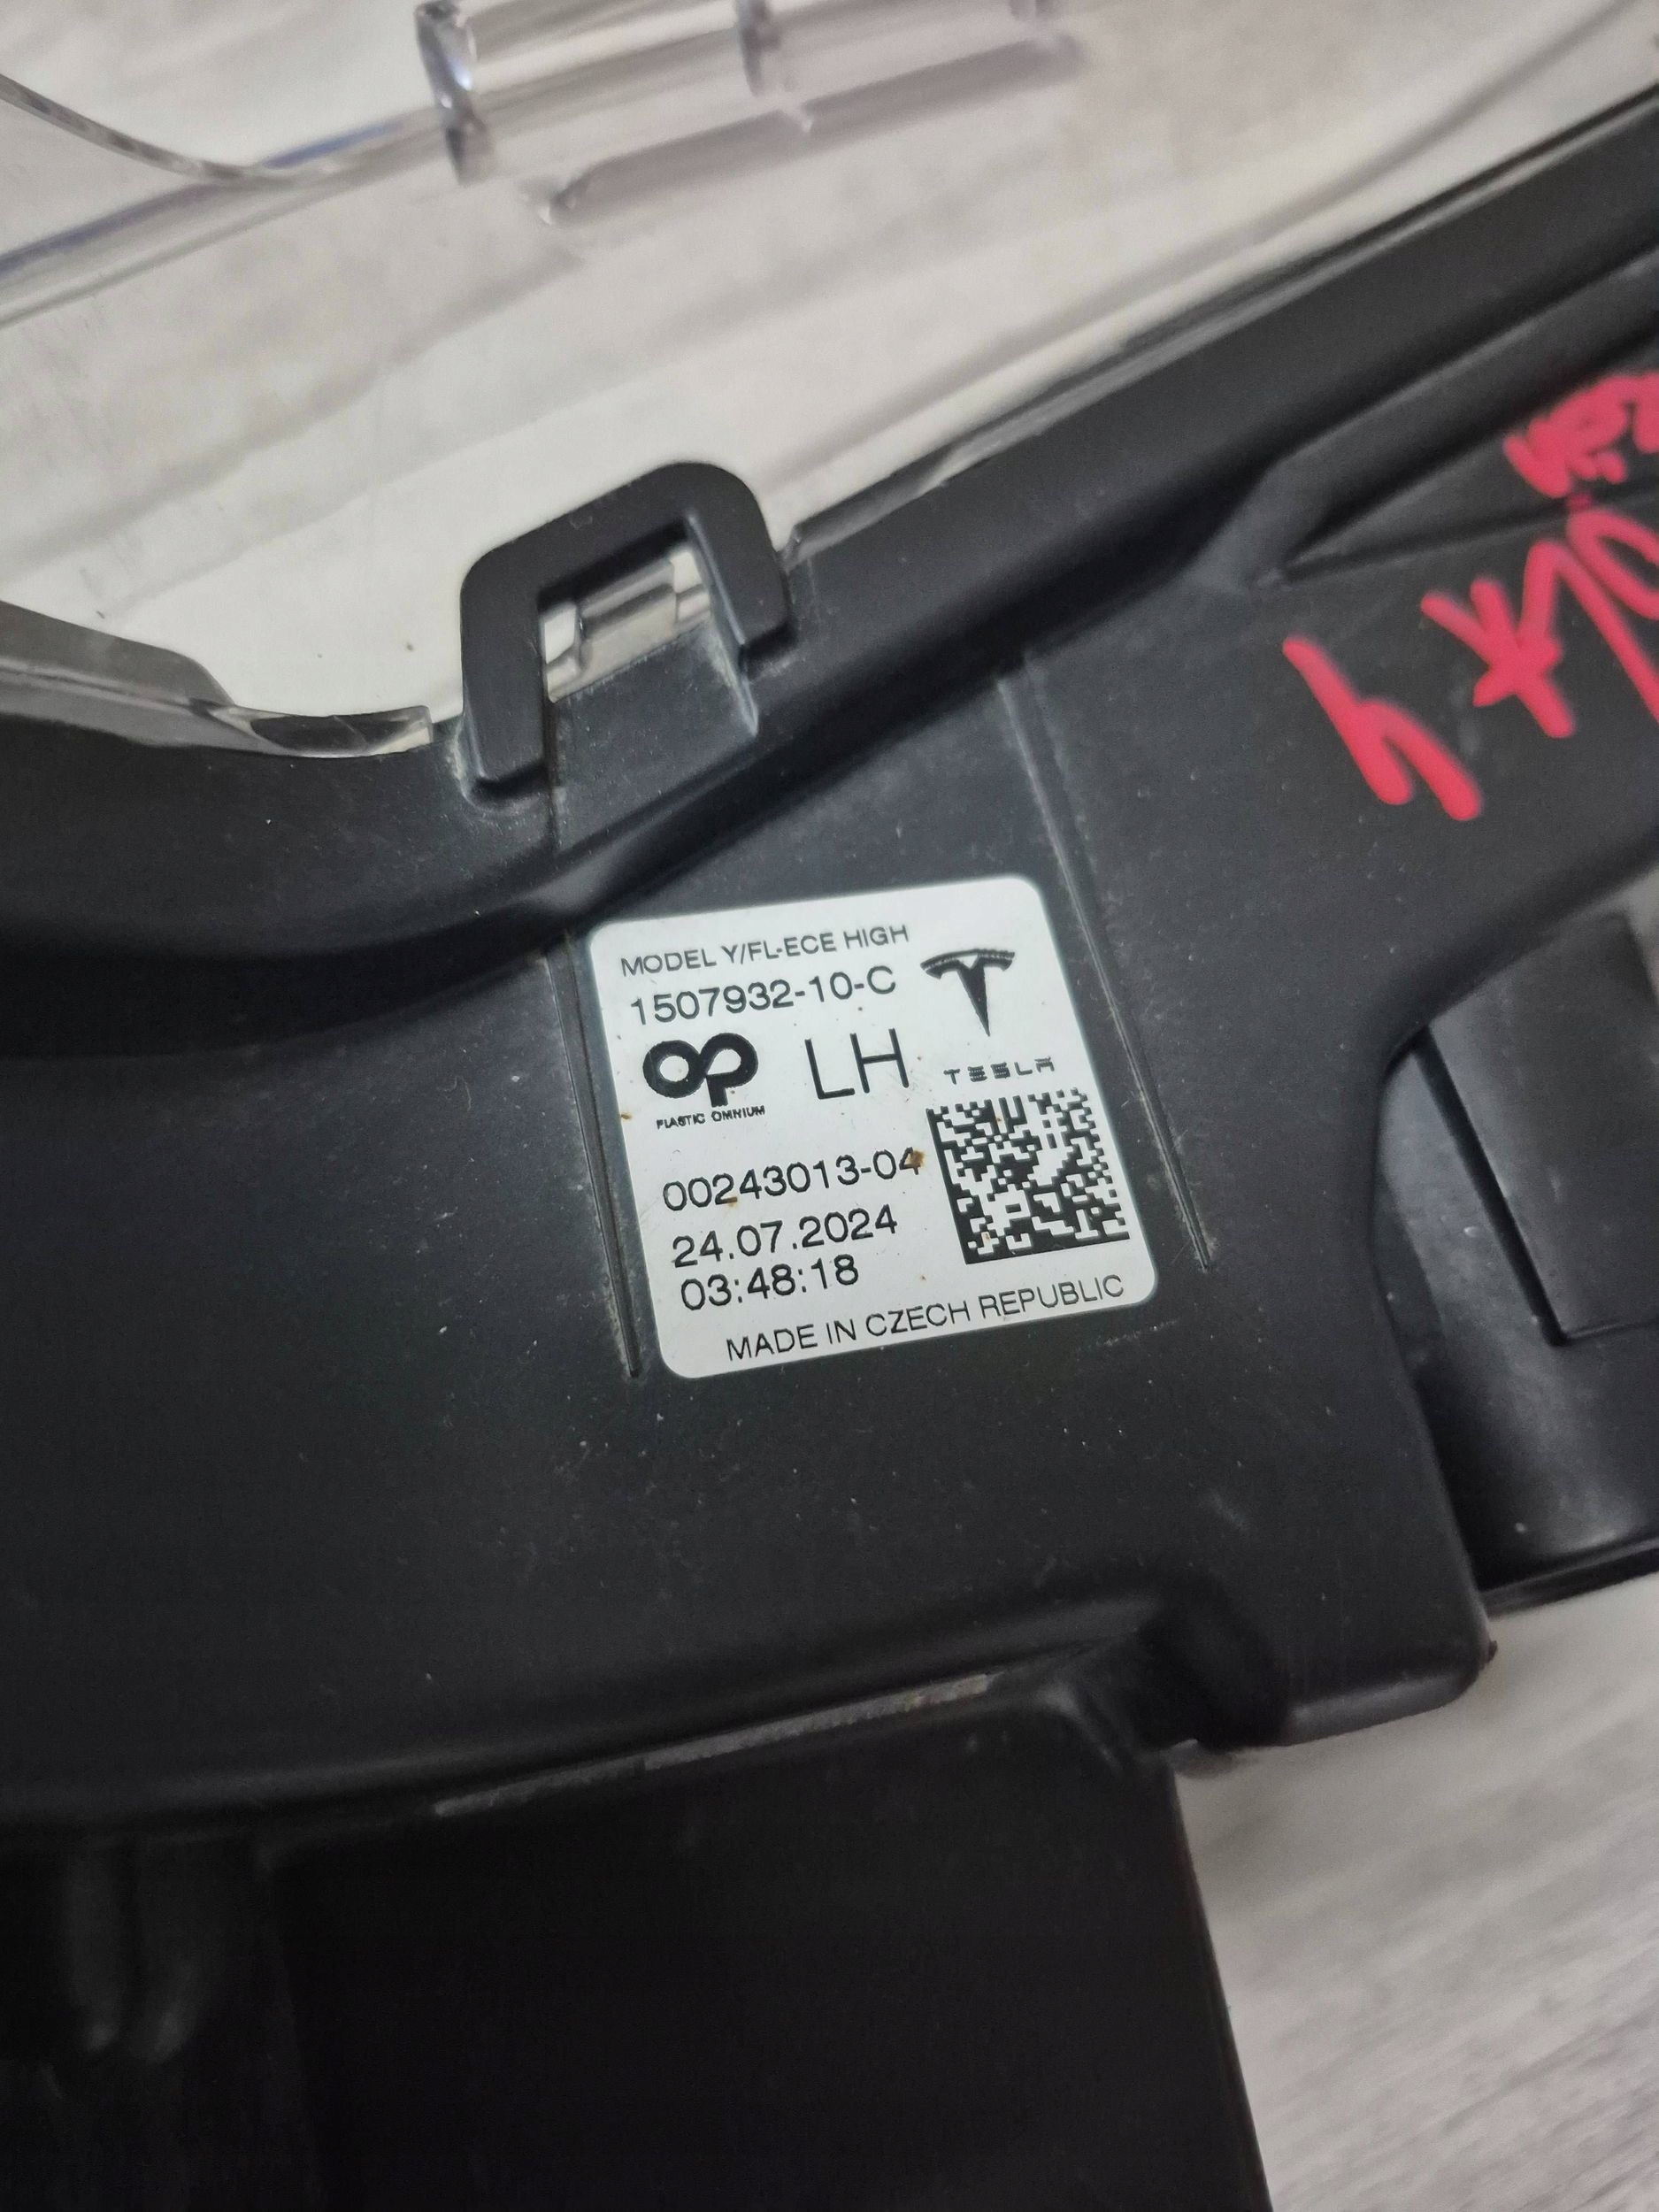 MODEL Y/FL-ECE HIGH
1507932-10-C
OP LH TESLA
PLASTIC OMNIUM
00243013-04
24.07.2024
03:48:18
MADE IN CZECH REPUBLIC